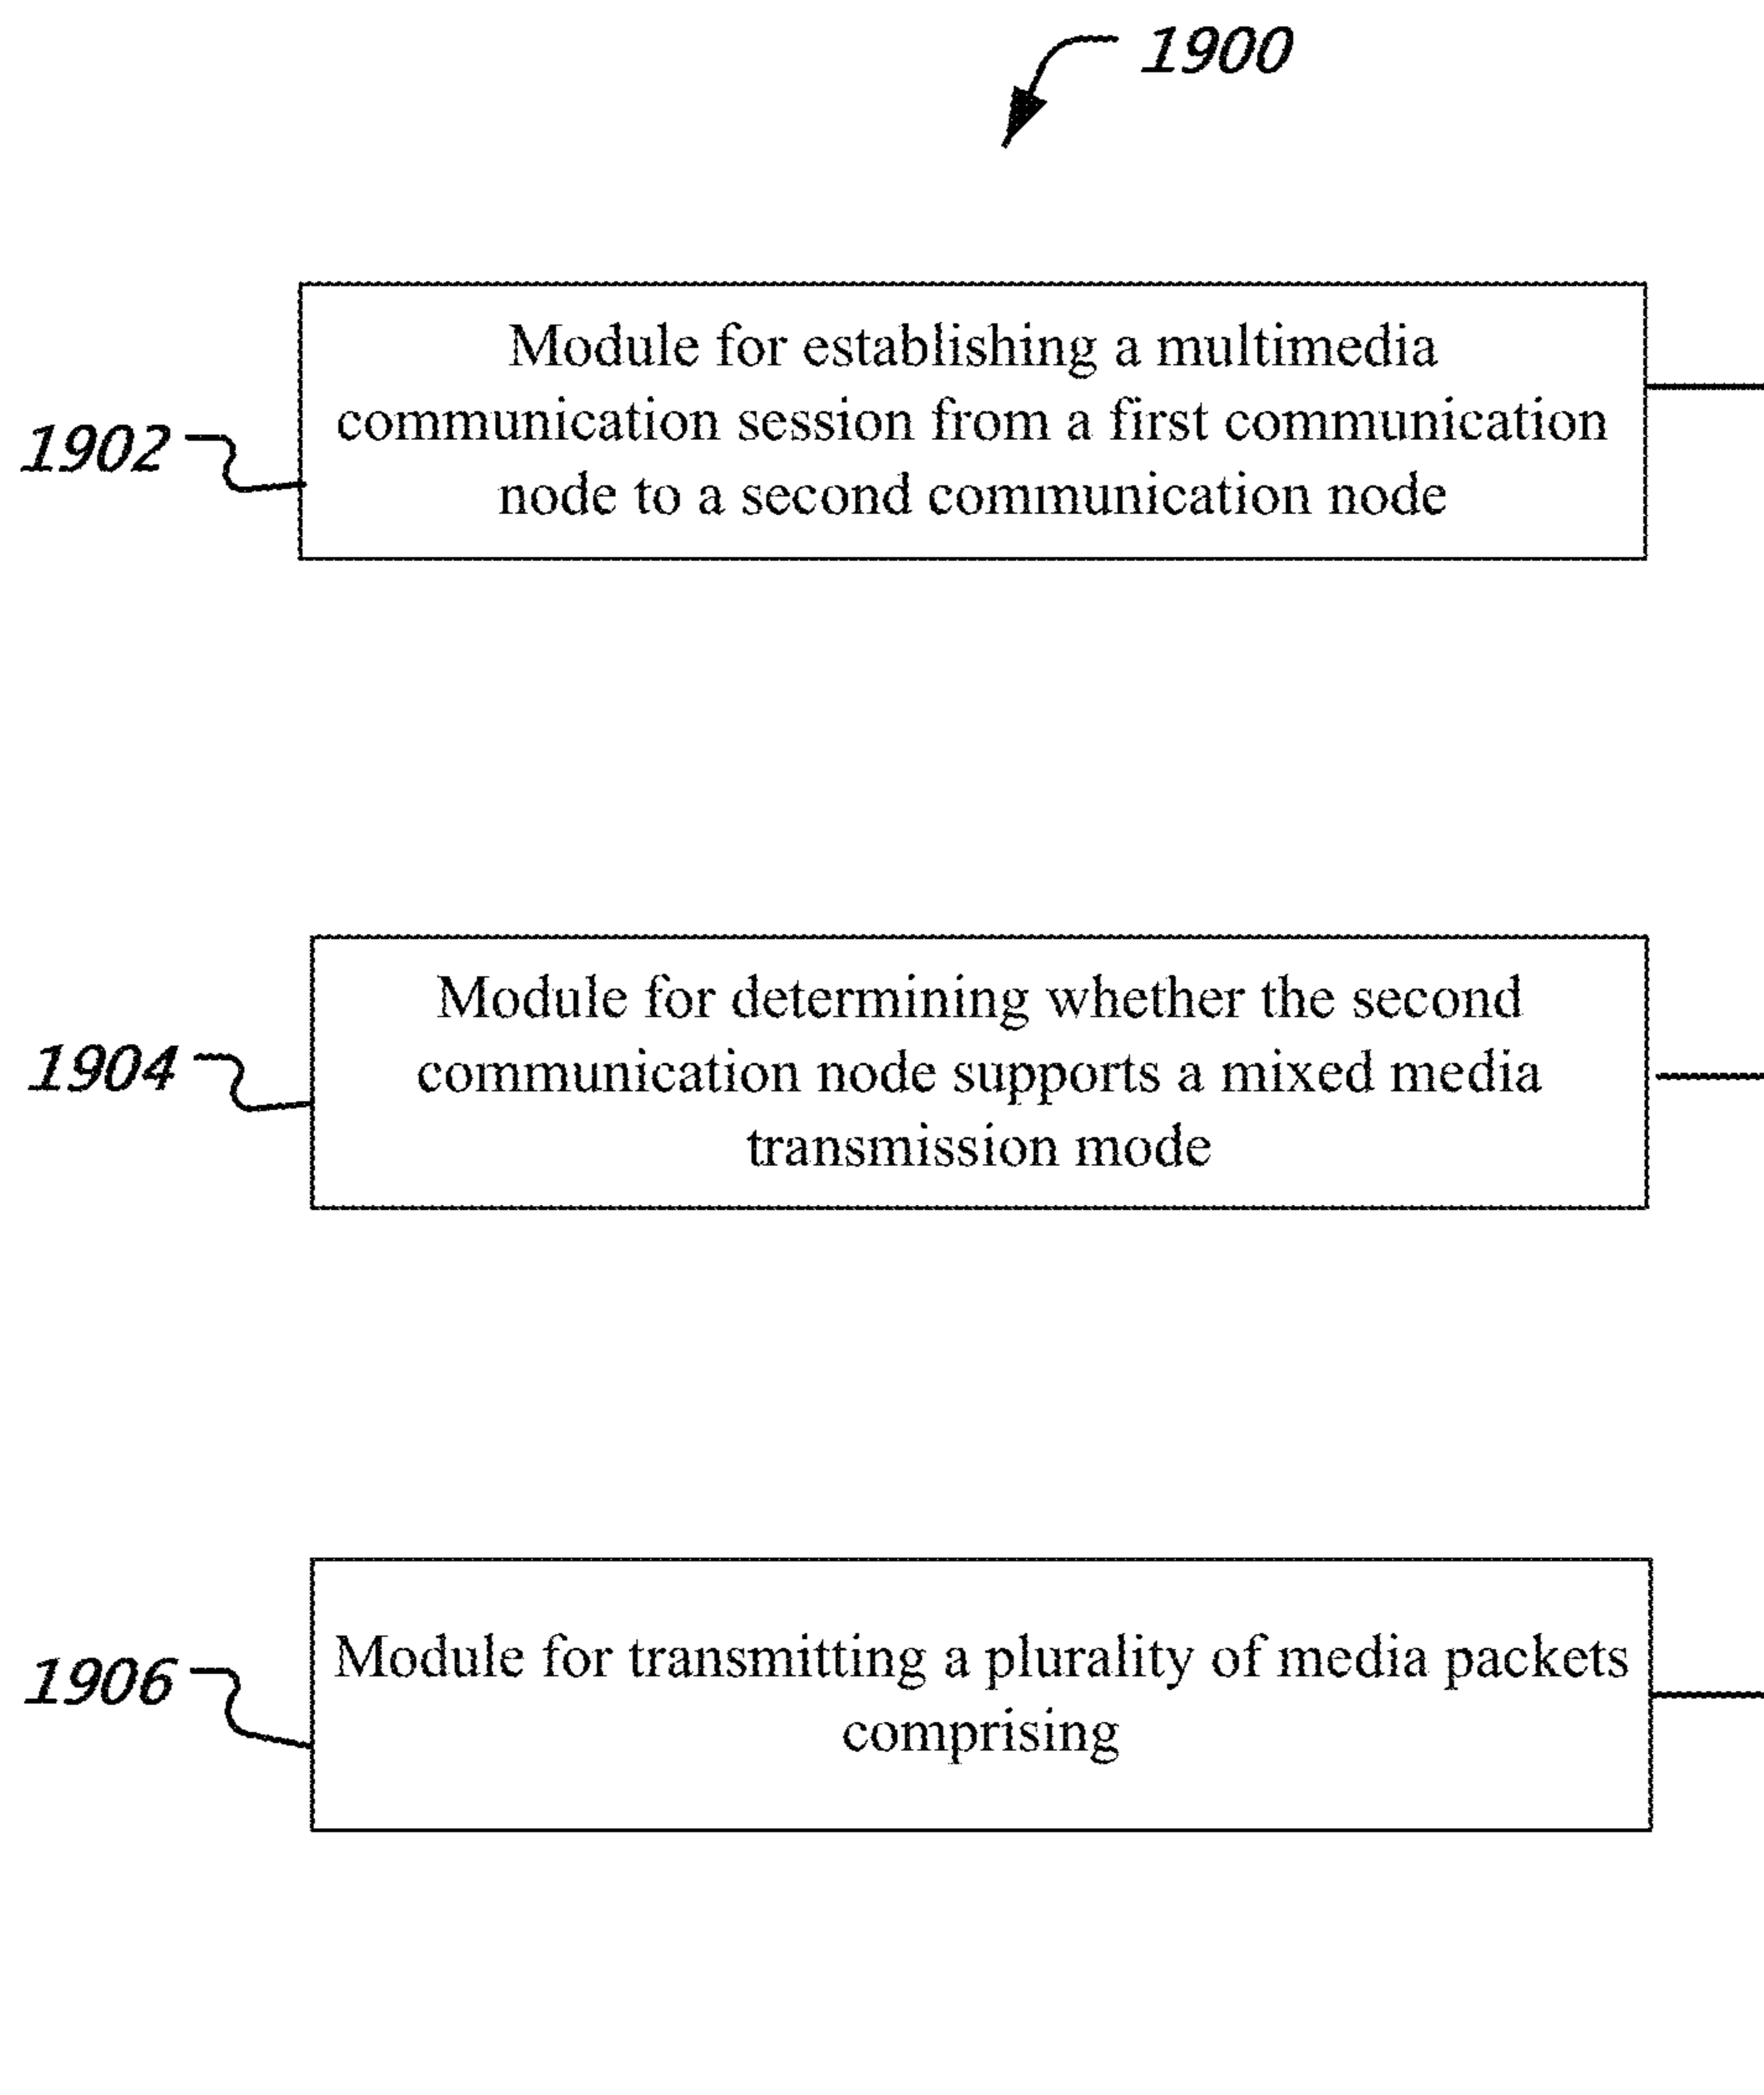 1900
Module for establishing a multimedia
communication session from a first communication
node to a second communication node
1902
Module for determining whether the second
communication node supports a mixed media
transmission mode
1904
Module for transmitting a plurality of media packets
comprising
1906